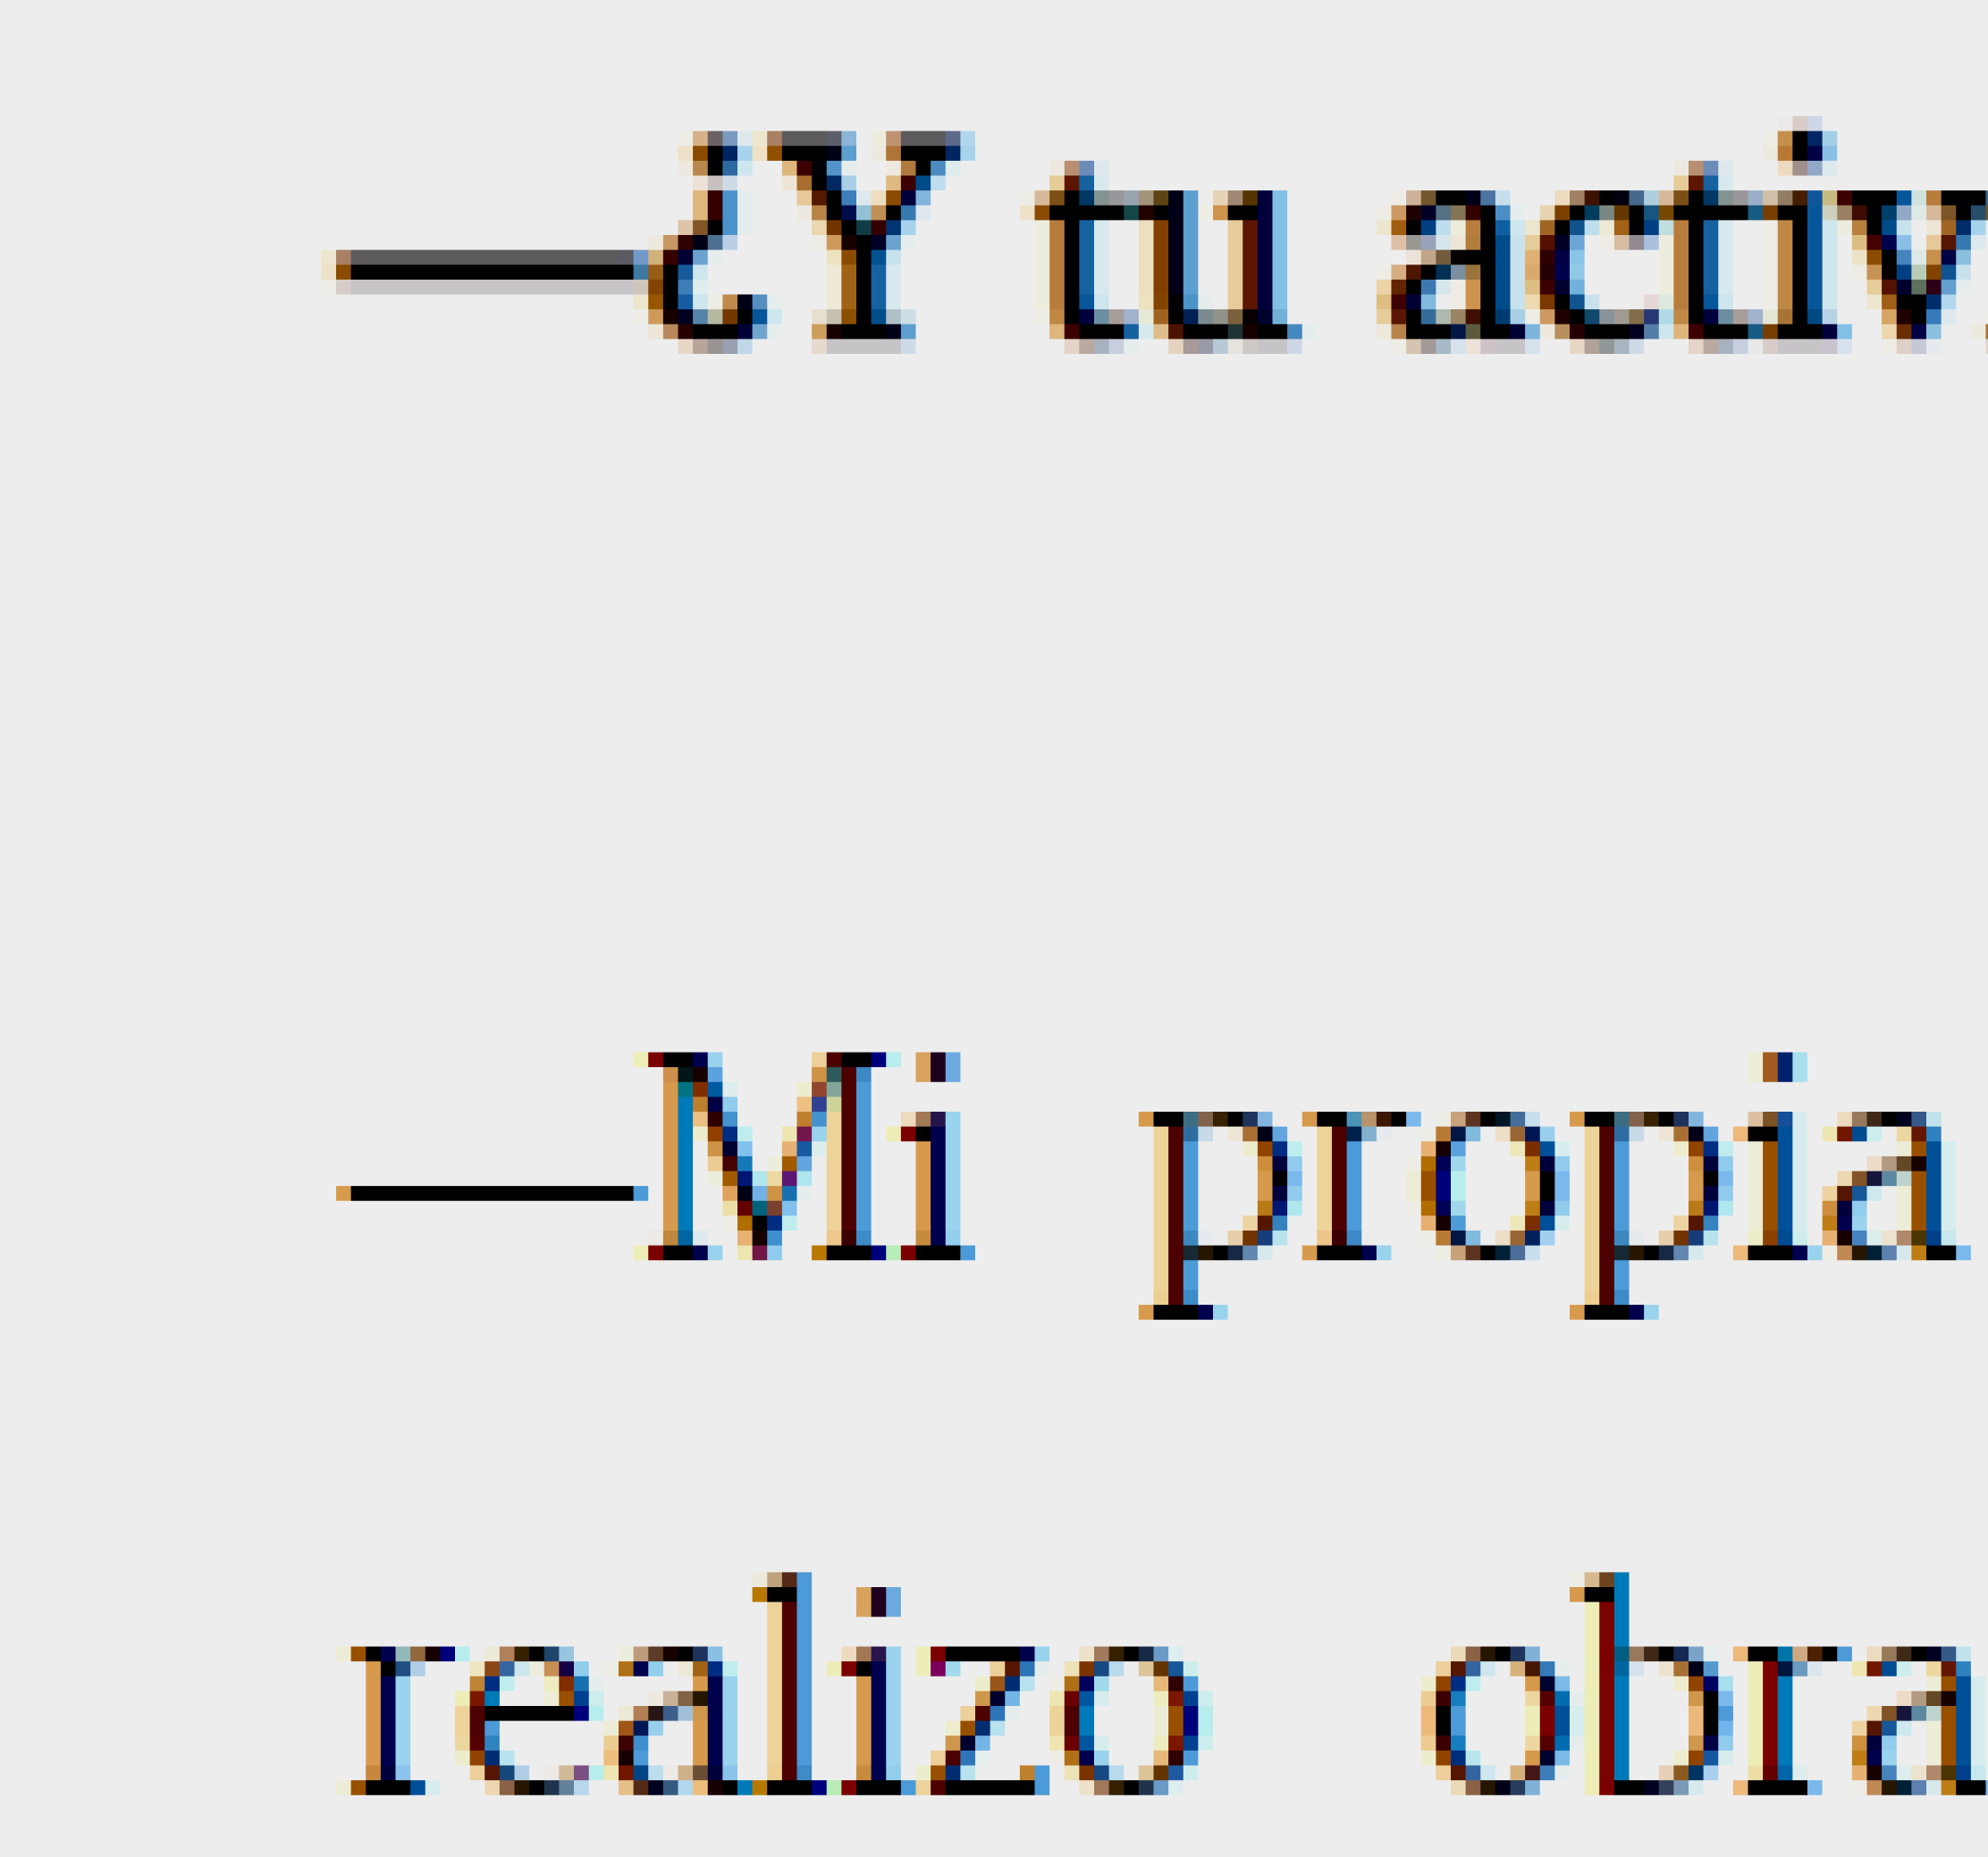 —¿Y tu activ
—Mi propia
realizo obra